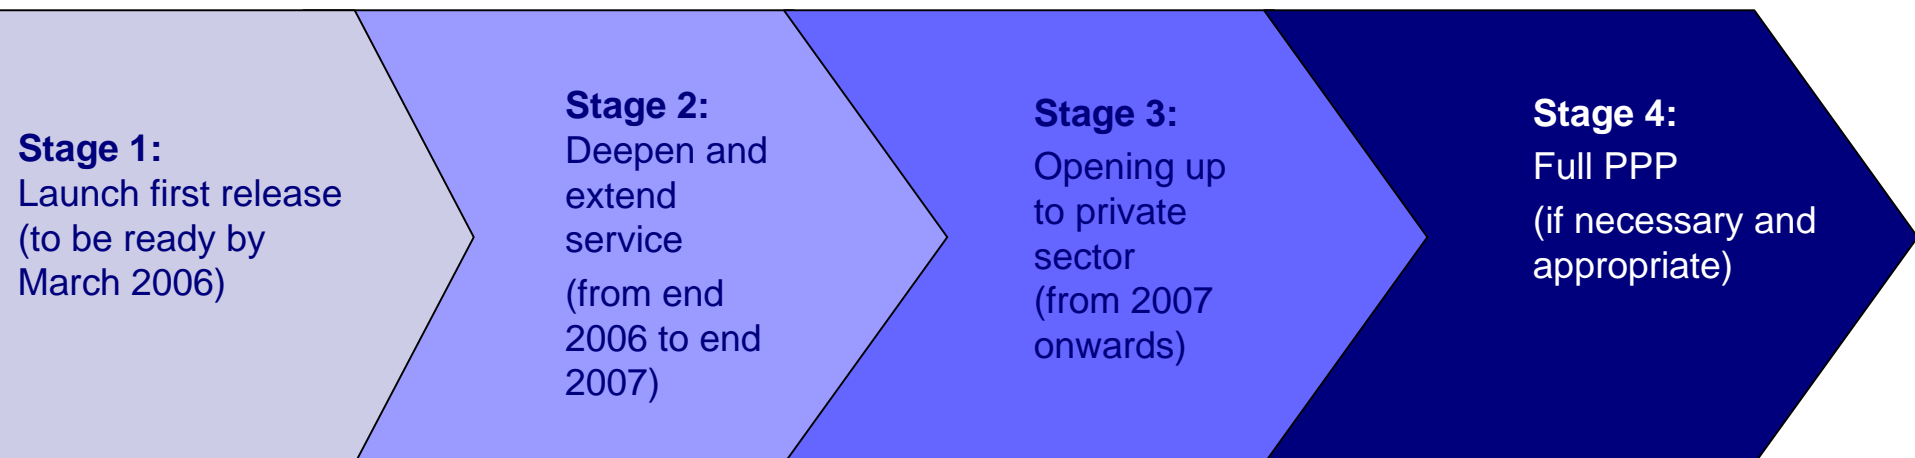 Stage 1:
Launch first release
(to be ready by
March 2006)
Stage 2:
Deepen and
extend
service
(from end
2006 to end
2007)
Stage 3:
Opening up
to private
sector
(from 2007
onwards)
Stage 4:
Full PPP
(if necessary and
appropriate)